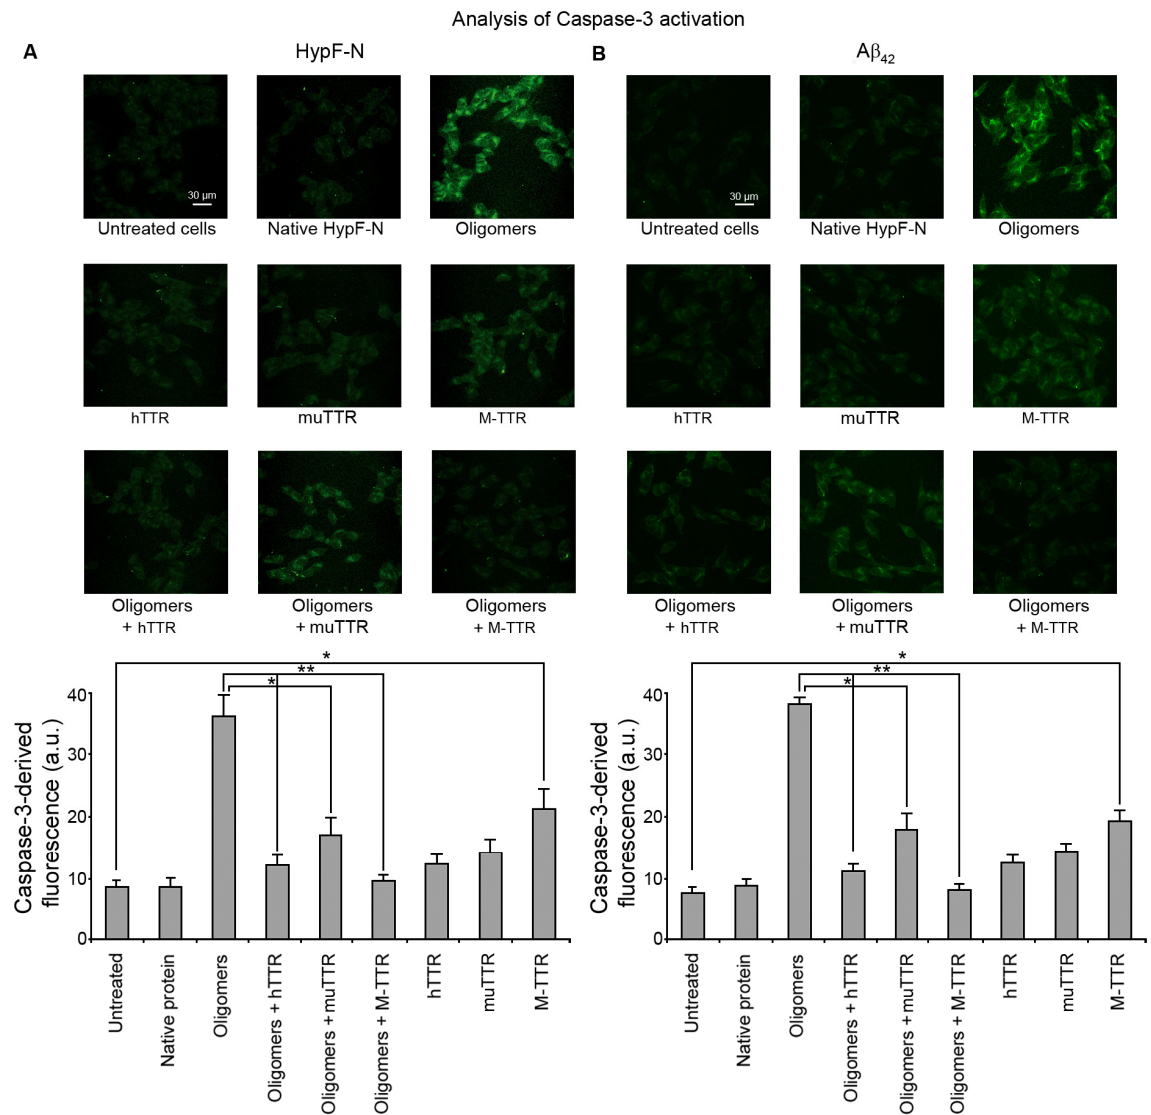 Analysis of Caspase-3 activation
A
HypF-N
B
Aβ42
30 µm
30 µm
Untreated cells
Native HypF-N
Oligomers
Untreated cells
Native HypF-N
Oligomers
hTTR
muTTR
M-TTR
hTTR
muTTR
M-TTR
Oligomers
+ hTTR
Oligomers
+ muTTR
Oligomers
+ M-TTR
Oligomers
+ hTTR
Oligomers
+ muTTR
Oligomers
+ M-TTR
Caspase-3-derived
fluorescence (a.u.)
40
30
20
10
0
*
**
*
Untreated
Native protein
Oligomers
Oligomers + hTTR
Oligomers + muTTR
Oligomers + M-TTR
hTTR
muTTR
M-TTR
Caspase-3-derived
fluorescence (a.u.)
40
30
20
10
0
*
**
*
Untreated
Native protein
Oligomers
Oligomers + hTTR
Oligomers + muTTR
Oligomers + M-TTR
hTTR
muTTR
M-TTR